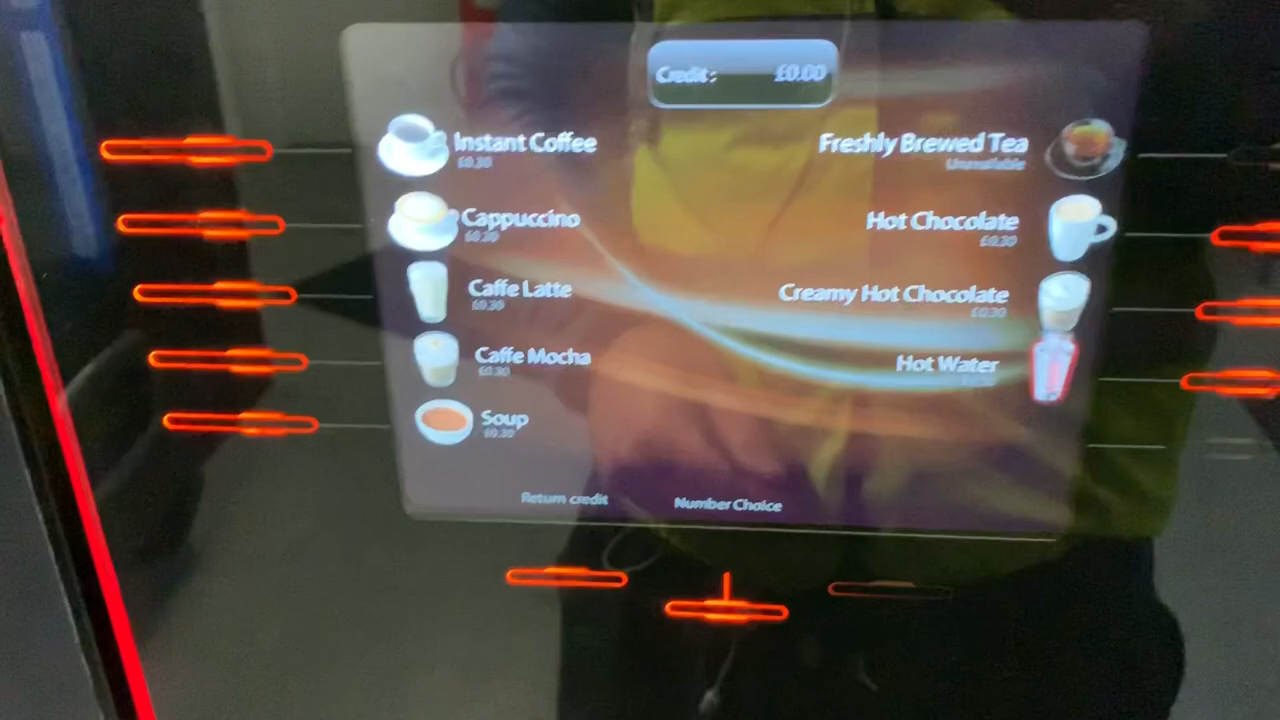 Credit: £0.00
Instant Coffee
£0.30
Cappuccino
£0.30
Caffe Latte
£0.30
Caffe Mocha
£0.30
Soup
£0.30
Freshly Brewed Tea
Unavailable
Hot Chocolate
£0.30
Creamy Hot Chocolate
£0.30
Hot Water
Return credit
Number Choice